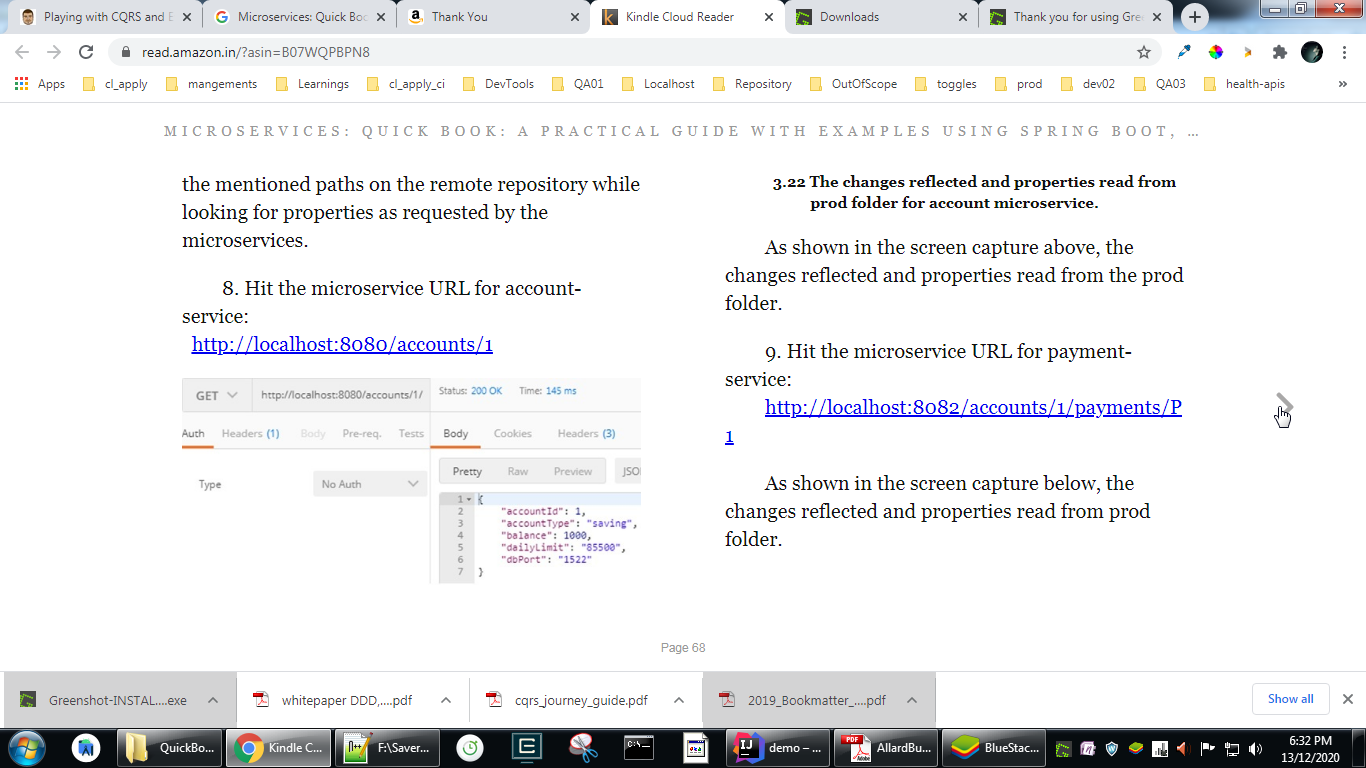 Playing with CQRS and E
Microservices: Quick Boo
Thank You
Kindle Cloud Reader
Downloads
Thank you for using Gre
read.amazon.in/?asin=B07WQPBPN8
Apps
cl_apply
mangements
Learnings
cl_apply_ci
DevTools
QA01
Localhost
Repository
OutOfScope
toggles
prod
dev02
QA03
health-apis
»
MICROSERVICES: QUICK BOOK: A PRACTICAL GUIDE WITH EXAMPLES USING SPRING BOOT, …
the mentioned paths on the remote repository while
looking for properties as requested by the
microservices.
8. Hit the microservice URL for account-
service:
http://localhost:8080/accounts/1
GET
http://localhost:8080/accounts/1/
Status: 200 OK
Time: 145 ms
Auth
Headers (1)
Body
Pre-req.
Tests
Body
Cookies
Headers (3)
Type
No Auth
Pretty
Raw
Preview
JSO
1 {
2 "accountId": 1,
3 "accountType": "saving",
4 "balance": 1000,
5 "dailyLimit": "85500",
6 "dbPort": "1522"
7 }
3.22 The changes reflected and properties read from
prod folder for account microservice.
As shown in the screen capture above, the
changes reflected and properties read from the prod
folder.
9. Hit the microservice URL for payment-
service:
http://localhost:8082/accounts/1/payments/P
1
As shown in the screen capture below, the
changes reflected and properties read from prod
folder.
Page 68
Greenshot-INSTAL....exe
whitepaper DDD,....pdf
cqrs_journey_guide.pdf
2019_Bookmatter_....pdf
Show all
QuickBo...
Kindle C...
F:\Saver...
demo – ...
AllardBu...
BlueStac...
6:32 PM
13/12/2020